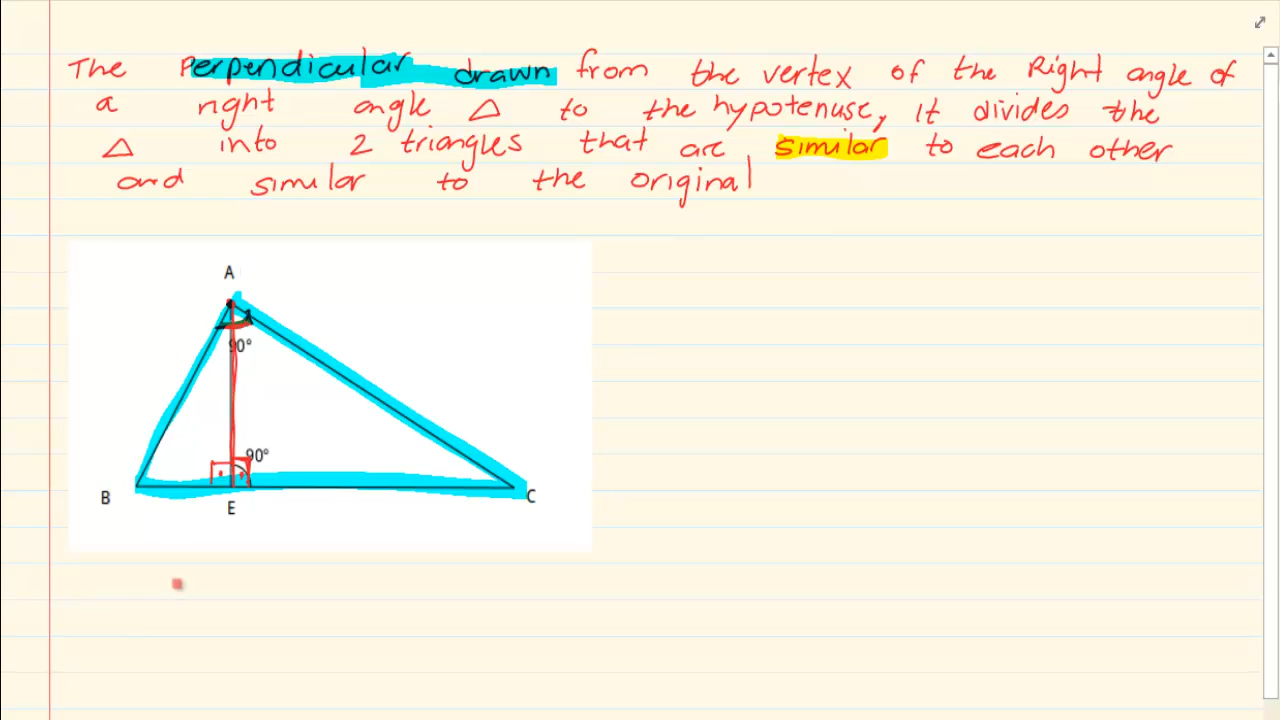 The Perpendicular drawn from the vertex of the Right angle of
a right angle △ to the hypotenuse, It divides the
△ into 2 triangles that are similar to each other
and similar to the original
A
90°
90°
B
E
C